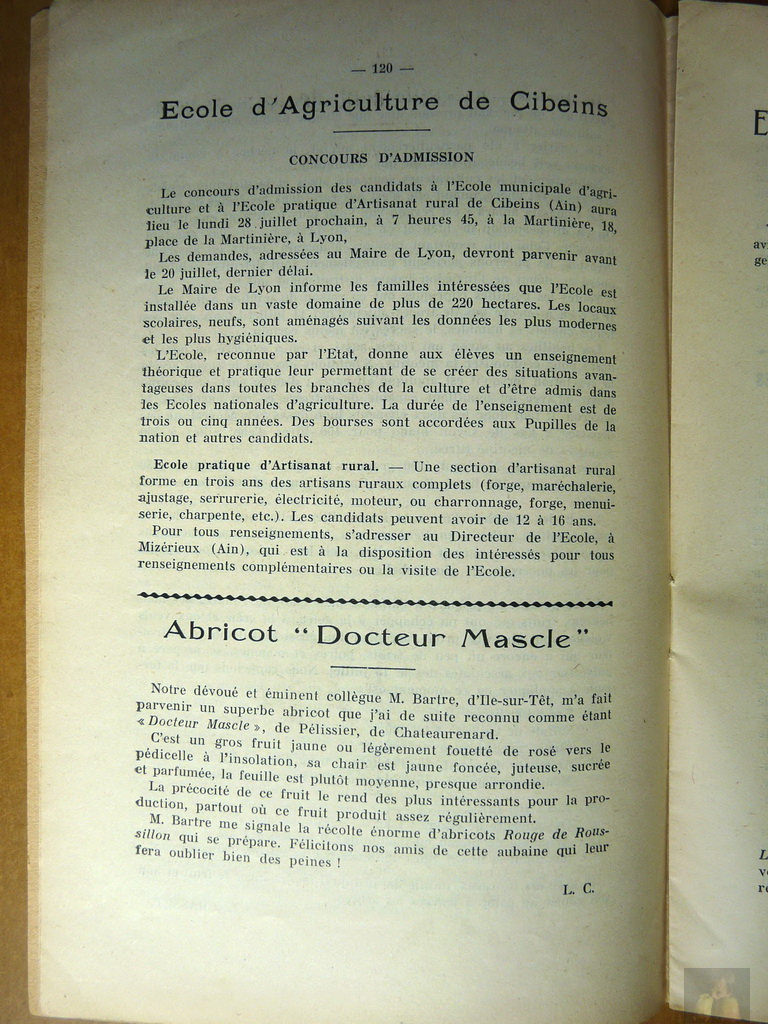 — 120 —
Ecole d'Agriculture de Cibeins
CONCOURS D'ADMISSION
Le concours d'admission des candidats à l'Ecole municipale d'agri-
culture et à l'Ecole pratique d'Artisanat rural de Cibeins (Ain) aura
lieu le lundi 28 juillet prochain, à 7 heures 45, à la Martinière, 18,
place de la Martinière, à Lyon,
Les demandes, adressées au Maire de Lyon, devront parvenir avant
le 20 juillet, dernier délai.
Le Maire de Lyon informe les familles intéressées que l'Ecole est
installée dans un vaste domaine de plus de 220 hectares. Les locaux
scolaires, neufs, sont aménagés suivant les données les plus modernes
et les plus hygiéniques.
L'Ecole, reconnue par l'Etat, donne aux élèves un enseignement
théorique et pratique leur permettant de se créer des situations avan-
tageuses dans toutes les branches de la culture et d'être admis dans
les Ecoles nationales d'agriculture. La durée de l'enseignement est de
trois ou cinq années. Des bourses sont accordées aux Pupilles de la
nation et autres candidats.
Ecole pratique d'Artisanat rural. — Une section d'artisanat rural
forme en trois ans des artisans ruraux complets (forge, maréchalerie,
ajustage, serrurerie, électricité, moteur, ou charronnage, forge, menui-
serie, charpente, etc.). Les candidats peuvent avoir de 12 à 16 ans.
Pour tous renseignements, s'adresser au Directeur de l'Ecole, à
Mizérieux (Ain), qui est à la disposition des intéressés pour tous
renseignements complémentaires ou la visite de l'Ecole.
Abricot “Docteur Mascle”
Notre dévoué et éminent collègue M. Bartre, d'Ile-sur-Têt, m'a fait
parvenir un superbe abricot que j'ai de suite reconnu comme étant
« Docteur Mascle », de Pélissier, de Chateaurenard.
C'est un gros fruit jaune ou légèrement fouetté de rosé vers le
pédicelle à l'insolation, sa chair est jaune foncée, juteuse, sucrée
et parfumée, la feuille est plutôt moyenne, presque arrondie.
La précocité de ce fruit le rend des plus intéressants pour la pro-
duction, partout où ce fruit produit assez régulièrement.
M. Bartre me signale la récolte énorme d'abricots Rouge de Rous-
sillon qui se prépare. Félicitons nos amis de cette aubaine qui leur
fera oublier bien des peines !
L. C.